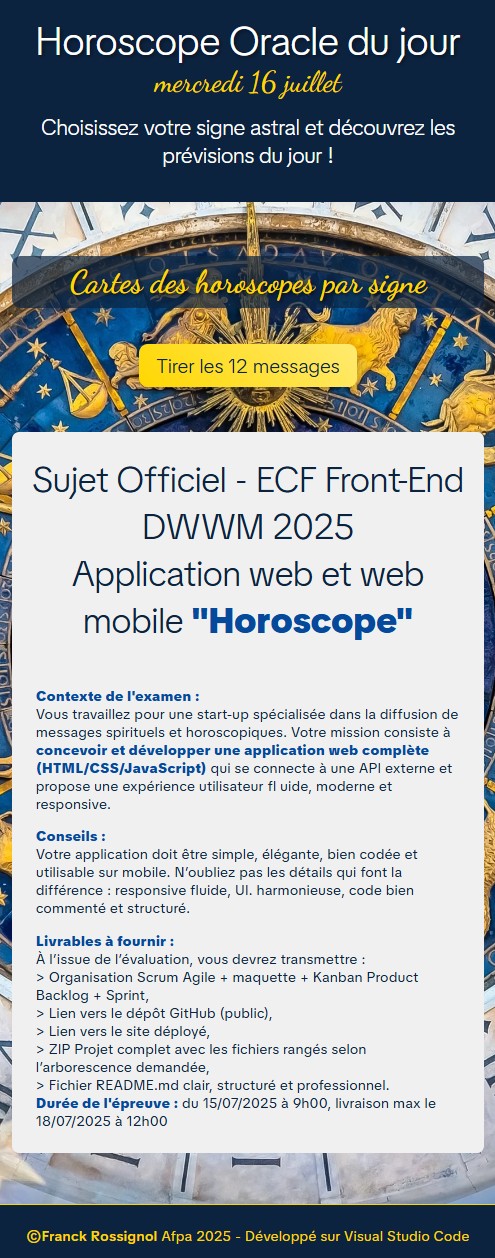 Horoscope Oracle du jour
mercredi 16 juillet
Choisissez votre signe astral et découvrez les
prévisions du jour !
Cartes des horoscopes par signe
Tirer les 12 messages
Sujet Officiel - ECF Front-End
DWWM 2025
Application web et web
mobile "Horoscope"
Contexte de l'examen :
Vous travaillez pour une start-up spécialisée dans la diffusion de
messages spirituels et horoscopiques. Votre mission consiste à
concevoir et développer une application web complète
(HTML/CSS/JavaScript) qui se connecte à une API externe et
propose une expérience utilisateur fl uide, moderne et
responsive.
Conseils :
Votre application doit être simple, élégante, bien codée et
utilisable sur mobile. N'oubliez pas les détails qui font la
différence : responsive fluide, UI. harmonieuse, code bien
commenté et structuré.
Livrables à fournir :
À l'issue de l'évaluation, vous devrez transmettre :
> Organisation Scrum Agile + maquette + Kanban Product
Backlog + Sprint,
> Lien vers le dépôt GitHub (public),
> Lien vers le site déployé,
> ZIP Projet complet avec les fichiers rangés selon
l'arborescence demandée,
> Fichier README.md clair, structuré et professionnel.
Durée de l'épreuve : du 15/07/2025 à 9h00, livraison max le
18/07/2025 à 12h00
©Franck Rossignol Afpa 2025 - Développé sur Visual Studio Code